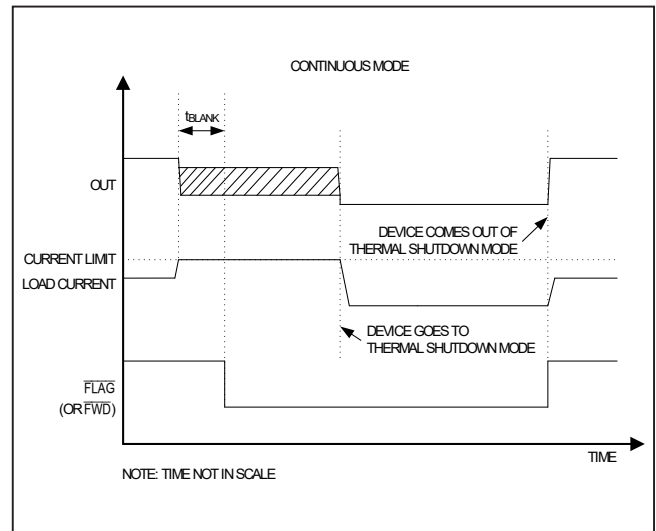 CONTINUOUS MODE
tBLANK
OUT
DEVICE COMES OUT OF
THERMAL SHUTDOWN MODE
CURRENT LIMIT
LOAD CURRENT
DEVICE GOES TO
THERMAL SHUTDOWN MODE
FLAG
(OR FWD)
TIME
NOTE: TIME NOT IN SCALE